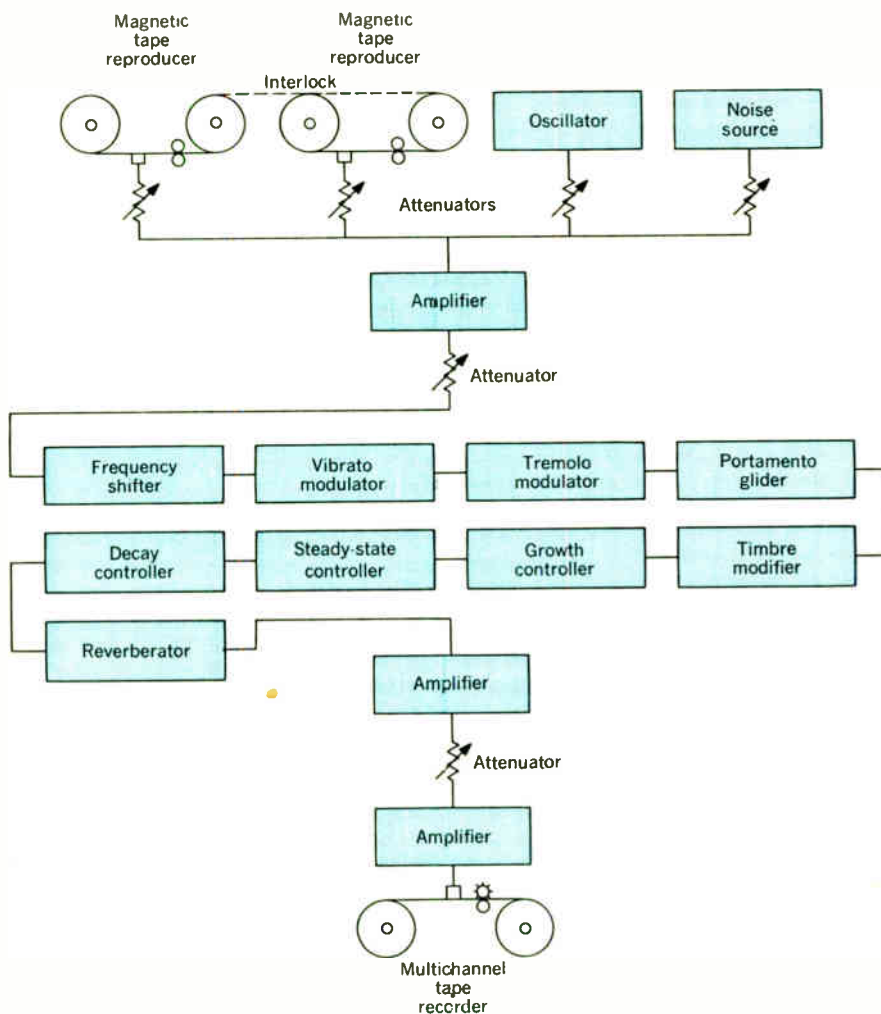 Magnetic
tape
reproducer
Magnetic
tape
reproducer
Interlock
Oscillator
Noise
source
Attenuators
Amplifier
Attenuator
Frequency
shifter
Vibrato
modulator
Tremolo
modulator
Portamento
glider
Decay
controller
Steady-state
controller
Growth
controller
Timbre
modifier
Reverberator
Amplifier
Attenuator
Amplifier
Multichannel
tape
recorder